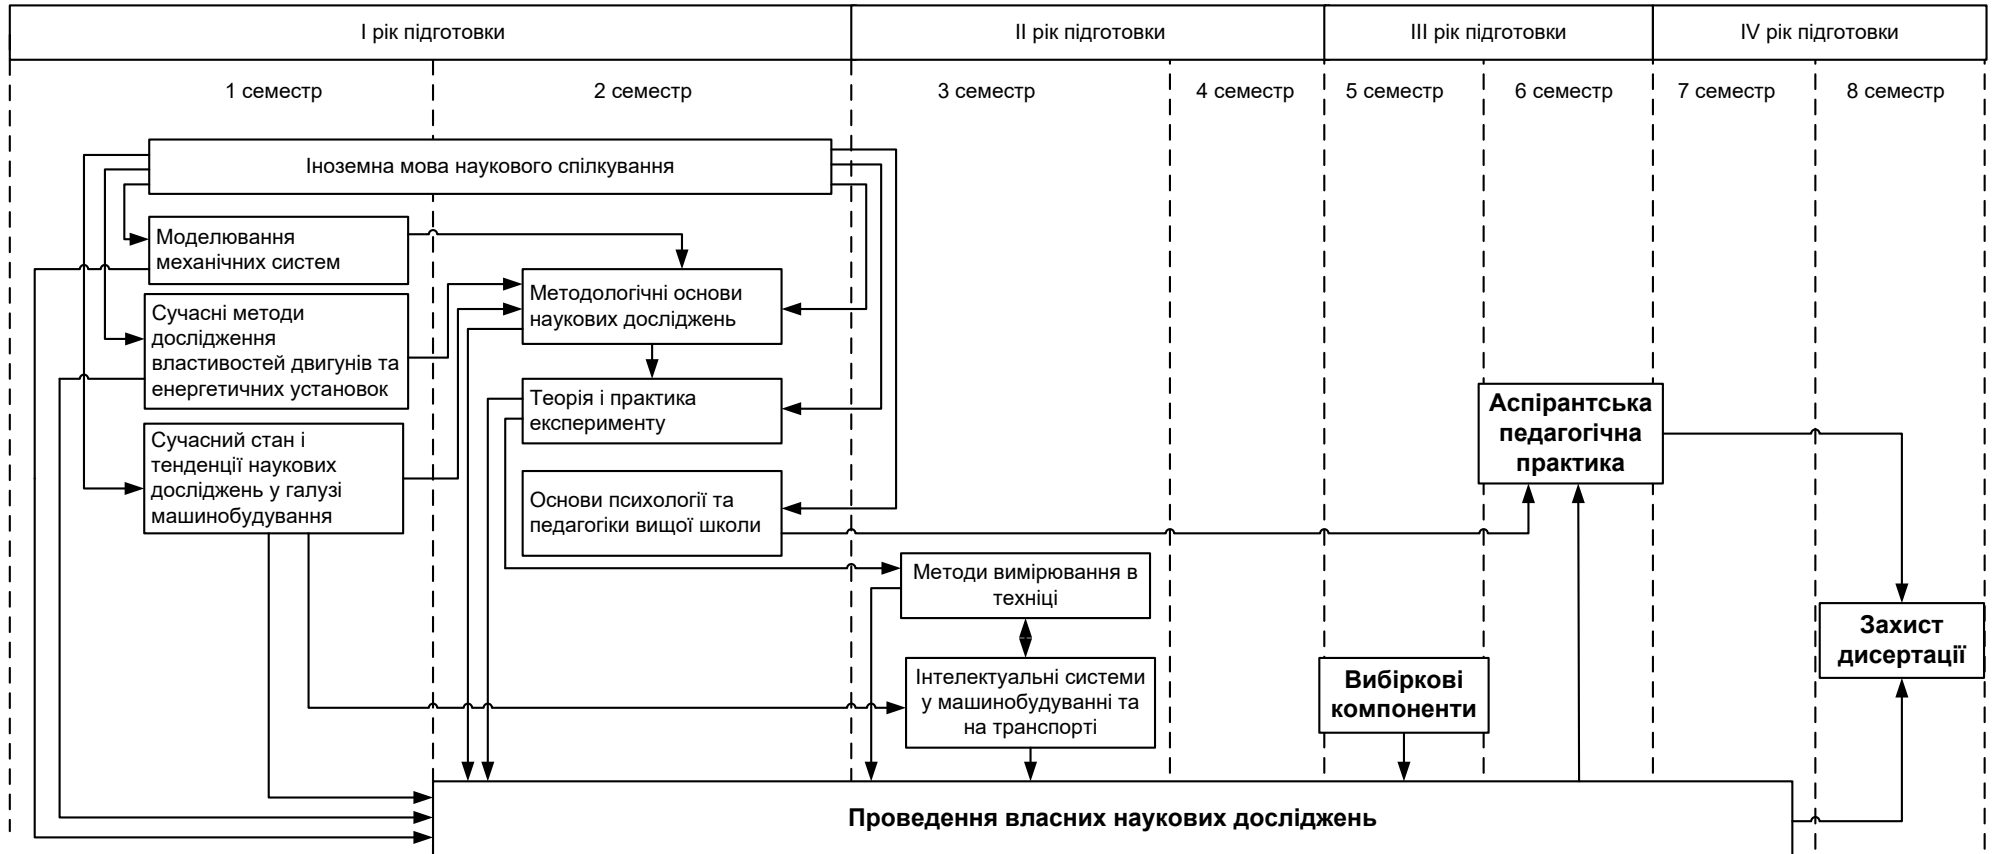 І рік підготовки
ІІ рік підготовки
ІІІ рік підготовки
ІV рік підготовки
1 семестр
2 семестр
3 семестр
4 семестр
5 семестр
6 семестр
7 семестр
8 семестр
Іноземна мова наукового спілкування
Моделювання
механічних систем
Сучасні методи
дослідження
властивостей двигунів та
енергетичних установок
Сучасний стан і
тенденції наукових
досліджень у галузі
машинобудування
Методологічні основи
наукових досліджень
Теорія і практика
експерименту
Основи психології та
педагогіки вищої школи
Методи вимірювання в
техніці
Інтелектуальні системи
у машинобудуванні та
на транспорті
Вибіркові
компоненти
Аспірантська
педагогічна
практика
Захист
дисертації
Проведення власних наукових досліджень